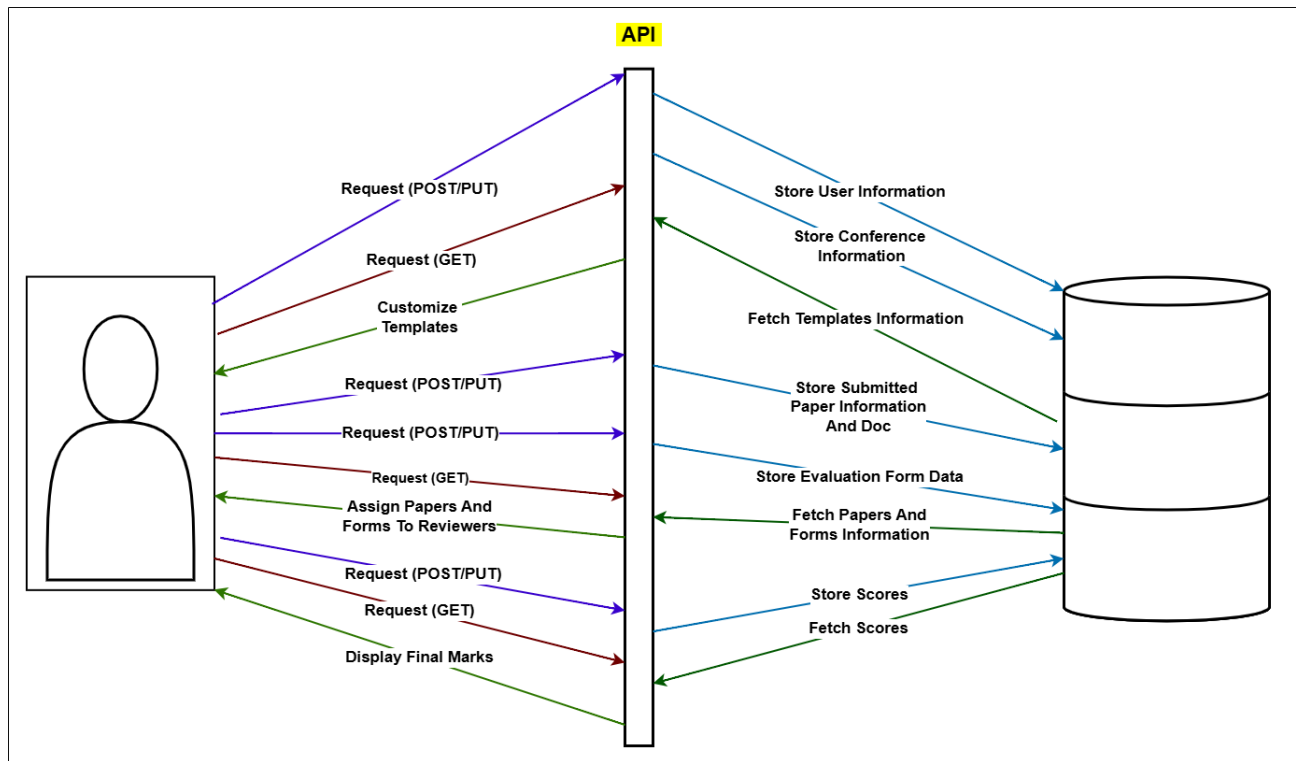 API
Request (POST/PUT)
Store User Information
Store Conference
Information
Request (GET)
Customize
Templates
Fetch Templates Information
Request (POST/PUT)
Store Submitted
Paper Information
And Doc
Request (POST/PUT)
Request (GET)
Store Evaluation Form Data
Assign Papers And
Forms To Reviewers
Fetch Papers And
Forms Information
Request (POST/PUT)
Store Scores
Request (GET)
Fetch Scores
Display Final Marks